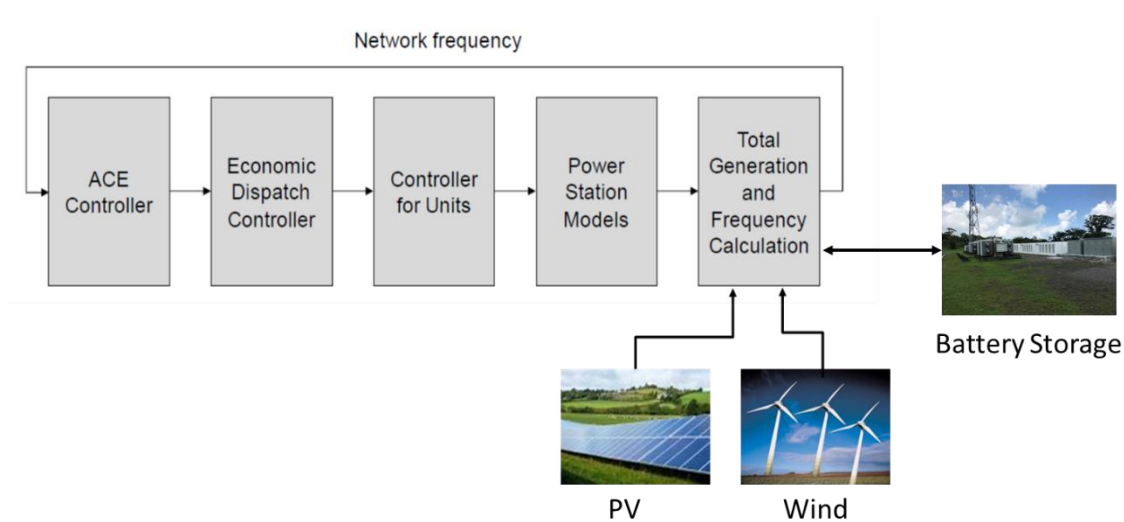 Network frequency
ACE
Controller
Economic
Dispatch
Controller
Controller
for Units
Power
Station
Models
Total
Generation
and
Frequency
Calculation
Battery Storage
PV
Wind